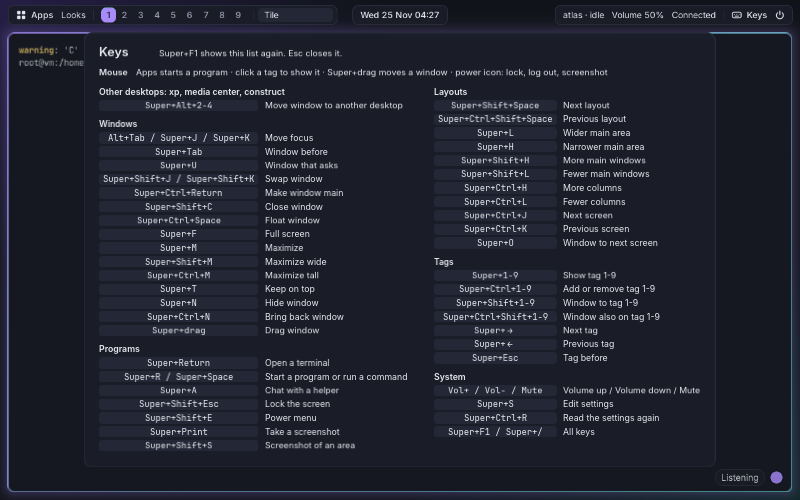 Apps Looks 1 2 3 4 5 6 7 8 9 Tile Wed 25 Nov 04:27 atlas · idle Volume 50% Connected Keys
warning: 'C'
root@vm:/home
Keys Super+F1 shows this list again. Esc closes it.
Mouse Apps starts a program · click a tag to show it · Super+drag moves a window · power icon: lock, log out, screenshot
Other desktops: xp, media center, construct
Super+Alt+2-4 Move window to another desktop
Windows
Alt+Tab / Super+J / Super+K Move focus
Super+Tab Window before
Super+U Window that asks
Super+Shift+J / Super+Shift+K Swap window
Super+Ctrl+Return Make window main
Super+Shift+C Close window
Super+Ctrl+Space Float window
Super+F Full screen
Super+M Maximize
Super+Shift+M Maximize wide
Super+Ctrl+M Maximize tall
Super+T Keep on top
Super+N Hide window
Super+Ctrl+N Bring back window
Super+drag Drag window
Programs
Super+Return Open a terminal
Super+R / Super+Space Start a program or run a command
Super+A Chat with a helper
Super+Shift+Esc Lock the screen
Super+Shift+E Power menu
Super+Print Take a screenshot
Super+Shift+S Screenshot of an area
Layouts
Super+Shift+Space Next layout
Super+Ctrl+Shift+Space Previous layout
Super+L Wider main area
Super+H Narrower main area
Super+Shift+H More main windows
Super+Shift+L Fewer main windows
Super+Ctrl+H More columns
Super+Ctrl+L Fewer columns
Super+Ctrl+J Next screen
Super+Ctrl+K Previous screen
Super+O Window to next screen
Tags
Super+1-9 Show tag 1-9
Super+Ctrl+1-9 Add or remove tag 1-9
Super+Shift+1-9 Window to tag 1-9
Super+Ctrl+Shift+1-9 Window also on tag 1-9
Super+→ Next tag
Super+← Previous tag
Super+Esc Tag before
System
Vol+ / Vol- / Mute Volume up / Volume down / Mute
Super+S Edit settings
Super+Ctrl+R Read the settings again
Super+F1 / Super+/ All keys
Listening